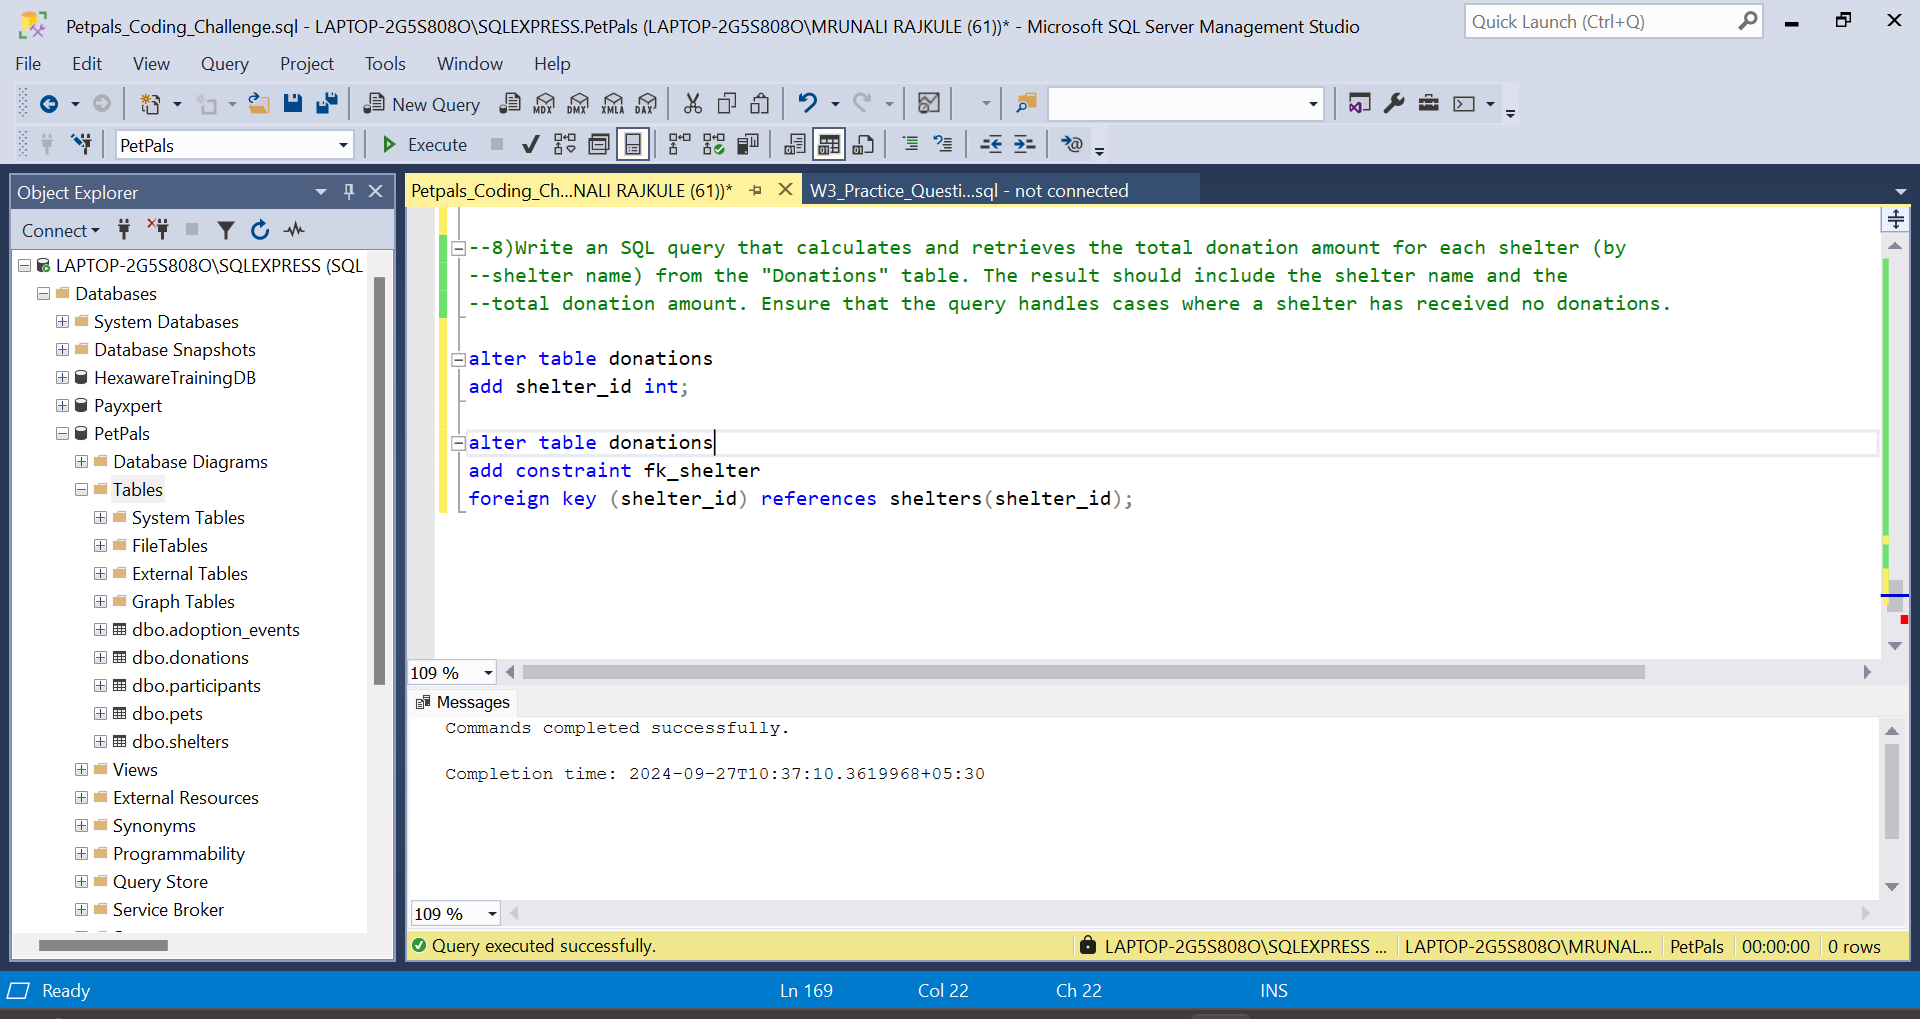 Petpals_Coding_Challenge.sql - LAPTOP-2G5S808O\SQLEXPRESS.PetPals (LAPTOP-2G5S808O\MRUNALI RAJKULE (61))* - Microsoft SQL Server Management Studio
Quick Launch (Ctrl+Q)
File Edit View Query Project Tools Window Help
New Query MDX DMX XMLA DAX
PetPals Execute
Object Explorer
Petpals_Coding_Ch...NALI RAJKULE (61))* W3_Practice_Questi...sql - not connected
Connect
LAPTOP-2G5S808O\SQLEXPRESS (SQL
Databases
System Databases
Database Snapshots
HexawareTrainingDB
Payxpert
PetPals
Database Diagrams
Tables
System Tables
FileTables
External Tables
Graph Tables
dbo.adoption_events
dbo.donations
dbo.participants
dbo.pets
dbo.shelters
Views
External Resources
Synonyms
Programmability
Query Store
Service Broker
--8)Write an SQL query that calculates and retrieves the total donation amount for each shelter (by
--shelter name) from the "Donations" table. The result should include the shelter name and the
--total donation amount. Ensure that the query handles cases where a shelter has received no donations.
alter table donations
add shelter_id int;
alter table donations
add constraint fk_shelter
foreign key (shelter_id) references shelters(shelter_id);
109 %
Messages
Commands completed successfully.
Completion time: 2024-09-27T10:37:10.3619968+05:30
109 %
Query executed successfully. LAPTOP-2G5S808O\SQLEXPRESS ... LAPTOP-2G5S808O\MRUNAL... PetPals 00:00:00 0 rows
Ready Ln 169 Col 22 Ch 22 INS